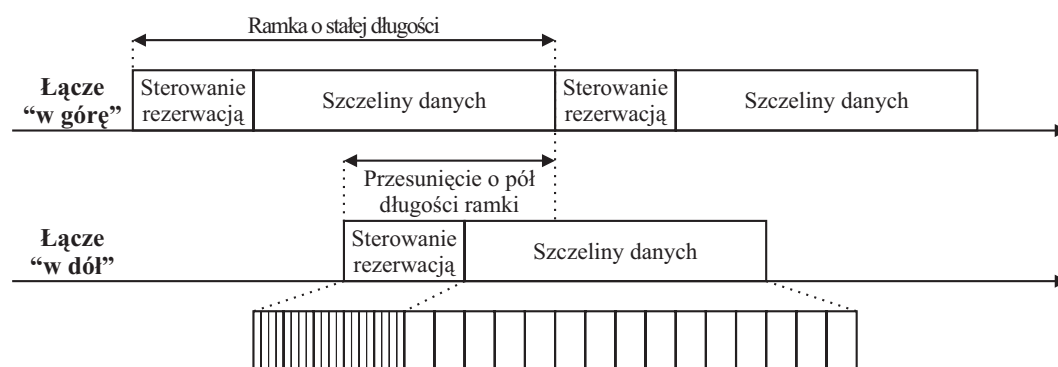 Ramka o stałej długości
Łącze
“w górę”
Sterowanie
rezerwacją
Szczeliny danych
Sterowanie
rezerwacją
Szczeliny danych
Przesunięcie o pół
długości ramki
Łącze
“w dół”
Sterowanie
rezerwacją
Szczeliny danych